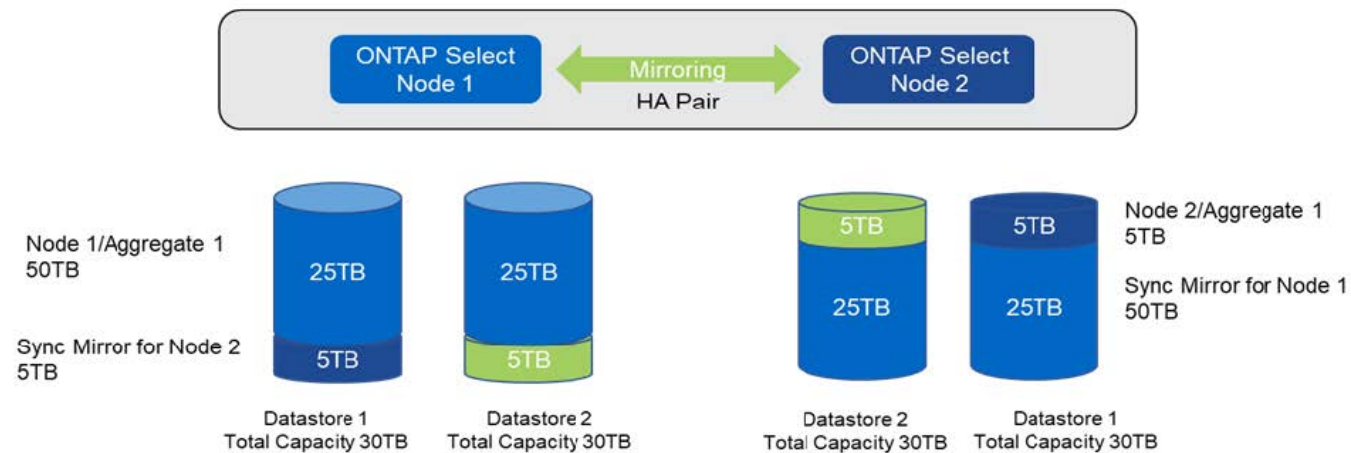 ONTAP Select
Node 1
Mirroring
HA Pair
ONTAP Select
Node 2
Node 1/Aggregate 1
50TB
25TB
25TB
Sync Mirror for Node 2
5TB
5TB
5TB
5TB
5TB
Node 2/Aggregate 1
5TB
25TB
25TB
Sync Mirror for Node 1
50TB
Datastore 1
Total Capacity 30TB
Datastore 2
Total Capacity 30TB
Datastore 2
Total Capacity 30TB
Datastore 1
Total Capacity 30TB